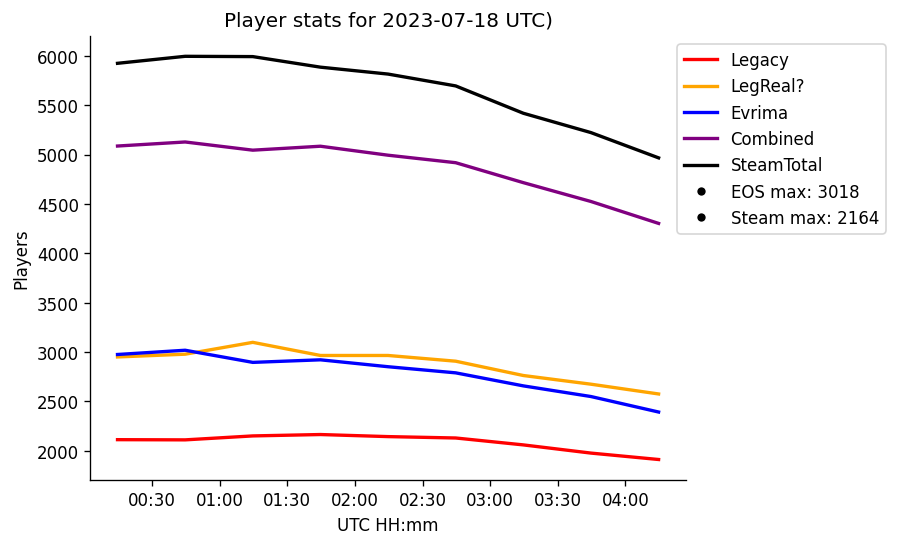 Player stats for 2023-07-18 UTC)
6000
5500
5000
4500
4000
3500
3000
2500
2000
Players
00:30 01:00 01:30 02:00 02:30 03:00 03:30 04:00
UTC HH:mm
Legacy
LegReal?
Evrima
Combined
SteamTotal
EOS max: 3018
Steam max: 2164